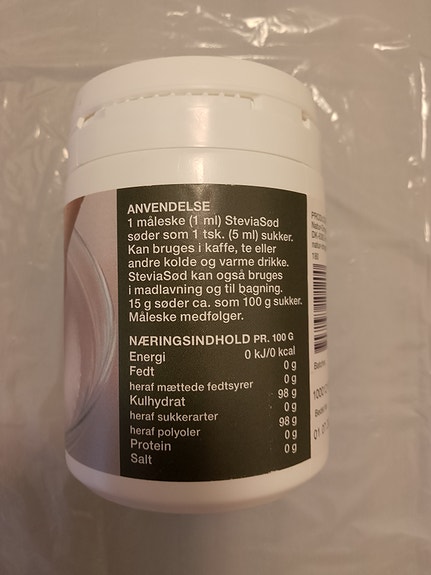 ANVENDELSE
1 måleske (1 ml) SteviaSød
søder som 1 tsk. (5 ml) sukker.
Kan bruges i kaffe, te eller
andre kolde og varme drikke.
SteviaSød kan også bruges
i madlavning og til bagning.
15 g søder ca. som 100 g sukker.
Måleske medfølger.
NÆRINGSINDHOLD PR. 100 G
Energi 0 kJ/0 kcal
Fedt 0 g
heraf mættede fedtsyrer 0 g
Kulhydrat 98 g
heraf sukkerarter 0 g
heraf polyoler 98 g
Protein 0 g
Salt 0 g